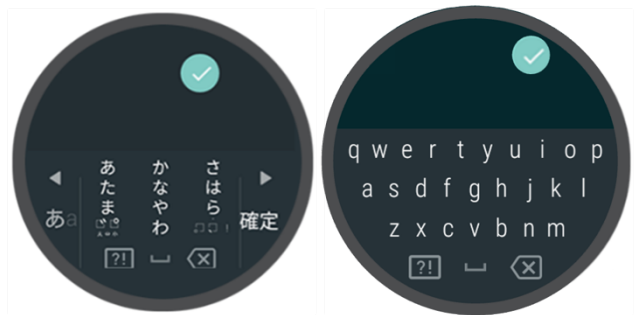 あ か さ
た な は
ま や ら
あa わ 確定
?!
q w e r t y u i o p
a s d f g h j k l
z x c v b n m
?!